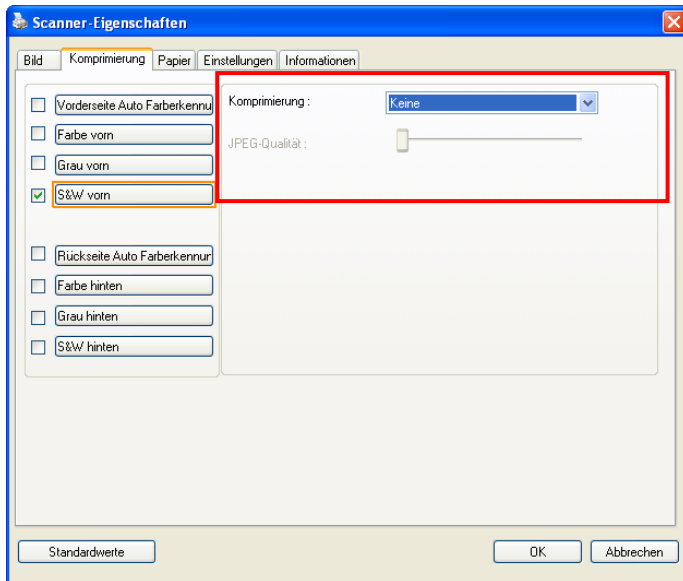 Scanner-Eigenschaften
Bild Komprimierung Papier Einstellungen Informationen
Vorderseite Auto Farberkennu
Farbe vorn
Grau vorn
S&W vorn
Rückseite Auto Farberkennur
Farbe hinten
Grau hinten
S&W hinten
Komprimierung : Keine
JPEG-Qualität :
Standardwerte OK Abbrechen